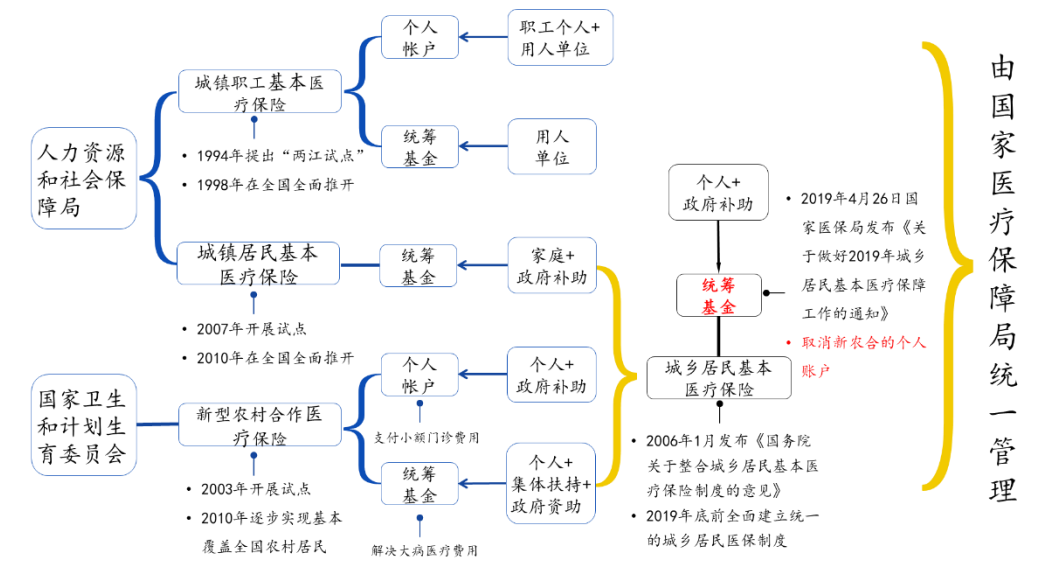 人力资源
和社会保
障局
城镇职工基本医
疗保险
• 1994年提出“两江试点”
• 1998年在全国全面推开
个人
帐户
职工个人+
用人单位
统筹
基金
用人
单位
城镇居民基本
医疗保险
• 2007年开展试点
• 2010年在全国全面推开
统筹
基金
家庭+
政府补助
国家卫生
和计划生
育委员会
新型农村合作医
疗保险
• 2003年开展试点
• 2010年逐步实现基本
覆盖全国农村居民
个人
帐户
支付小额门诊费用
个人+
政府补助
统筹
基金
解决大病医疗费用
个人+
集体扶持+
政府资助
个人+
政府补助
统筹
基金
• 2019年4月26日国
家医保局发布《关
于做好2019年城乡
居民基本医疗保障
工作的通知》
• 取消新农合的个人
账户
城乡居民基本
医疗保险
• 2006年1月发布《国务院
关于整合城乡居民基本医
疗保险制度的意见》
• 2019年底前全面建立统一
的城乡居民医保制度
由国家医疗保障局统一管理